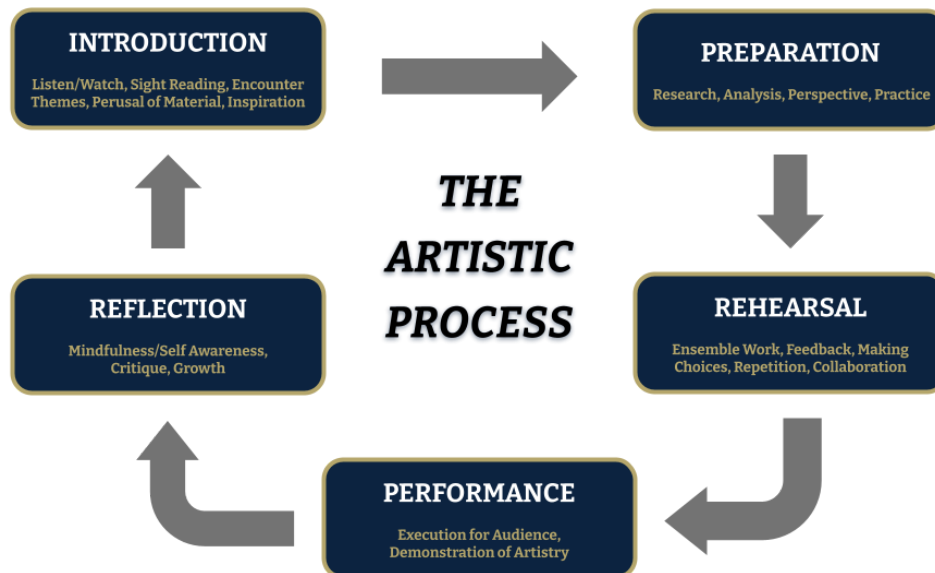 INTRODUCTION
Listen/Watch, Sight Reading, Encounter
Themes, Perusal of Material, Inspiration
PREPARATION
Research, Analysis, Perspective, Practice
THE
ARTISTIC
PROCESS
REHEARSAL
Ensemble Work, Feedback, Making
Choices, Repetition, Collaboration
PERFORMANCE
Execution for Audience,
Demonstration of Artistry
REFLECTION
Mindfulness/Self Awareness,
Critique, Growth